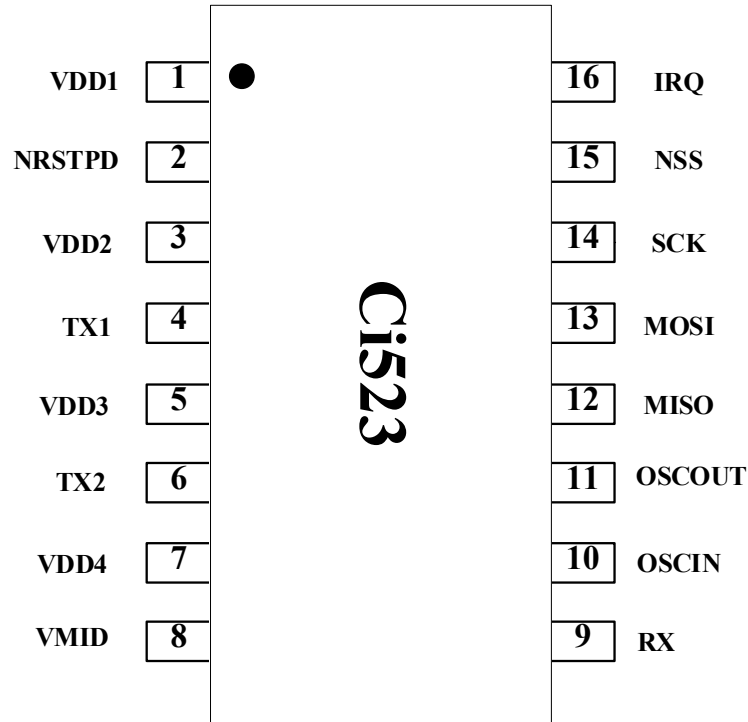 VDD1 1 16 IRQ
NRSTPD 2 15 NSS
VDD2 3 14 SCK
TX1 4 13 MOSI
VDD3 5 12 MISO
TX2 6 11 OSCOUT
VDD4 7 10 OSCIN
VMID 8 9 RX
Ci523